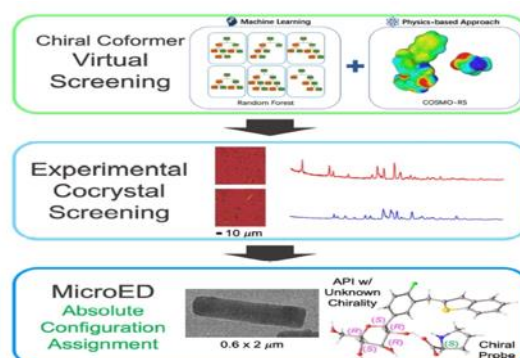 Machine Learning
Physics-based Approach
Chiral Coformer
Virtual
Screening
+
Random Forest
COSMO-RS
Experimental
Cocrystal
Screening
10 μm
MicroED
Absolute
Configuration
Assignment
0.6 x 2 μm
API w/
Unknown
Chirality
(S)
(R)
(R)
(R)
(S)
(S)
Chiral
Probe